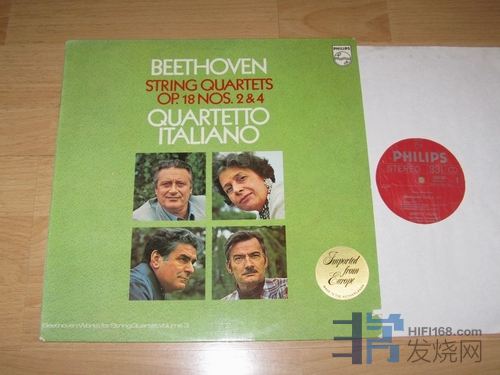 PHILIPS
BEETHOVEN
STRING QUARTETS
OP. 18 NOS. 2 & 4
QUARTETTO
ITALIANO
Imported
from
Europe
Beethoven: Works for String Quartet, Volume 3
PHILIPS
STEREO 33
HIFI168.com
发烧网